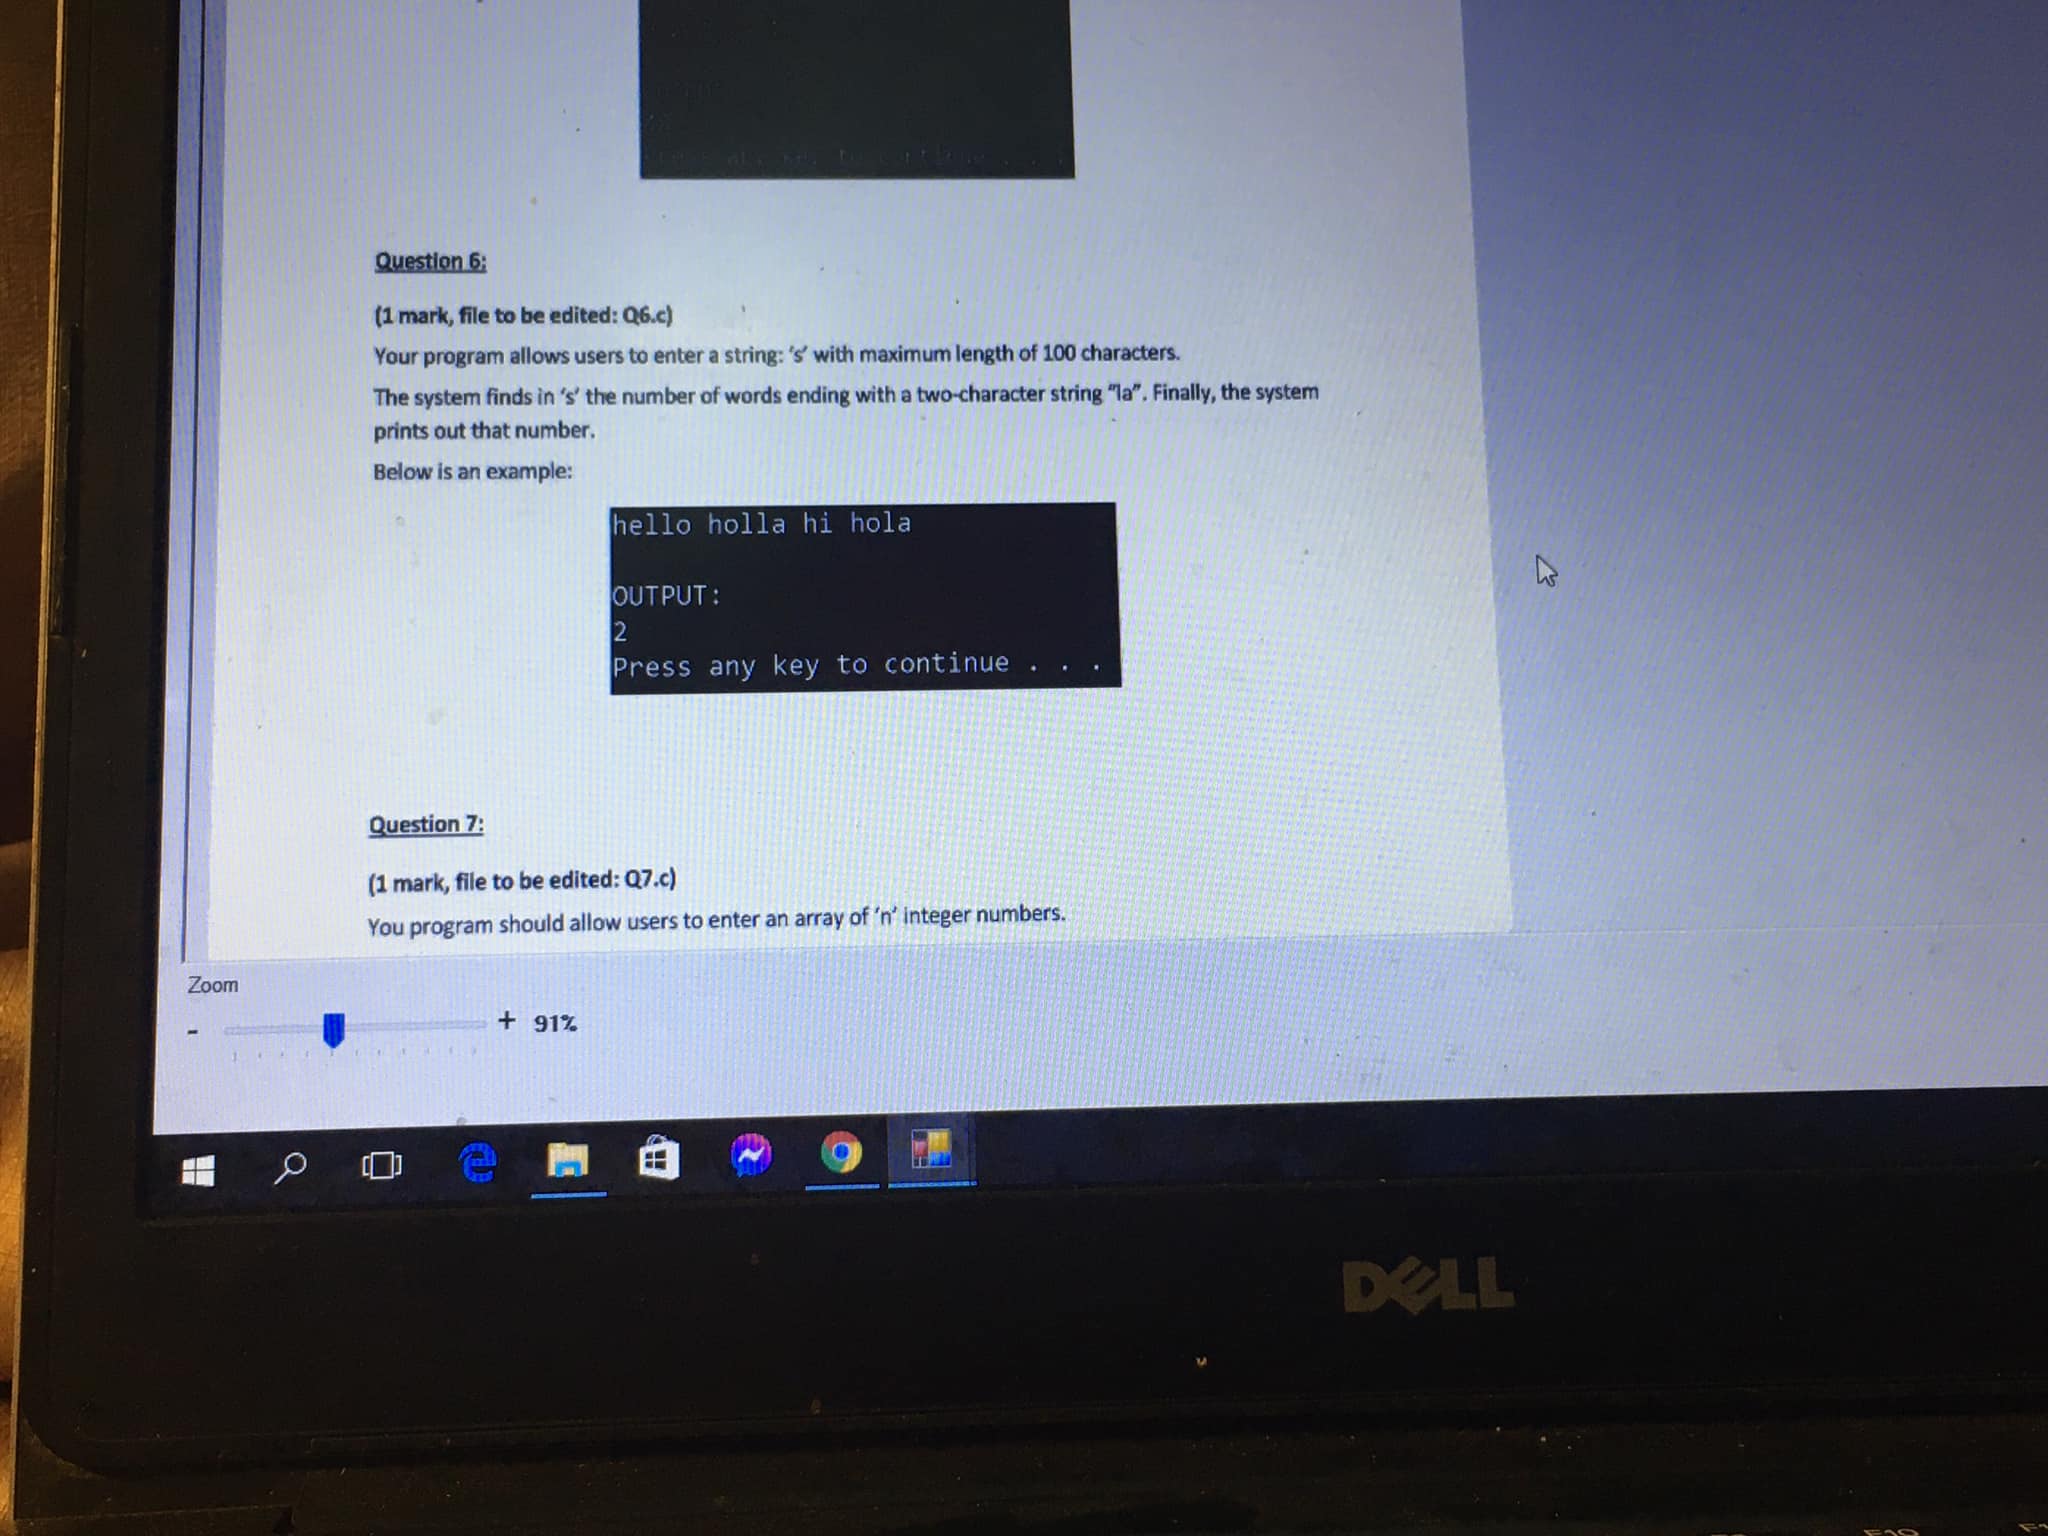 Question 6:
(1 mark, file to be edited: Q6.c)
Your program allows users to enter a string: 's' with maximum length of 100 characters.
The system finds in 's' the number of words ending with a two-character string "la". Finally, the system
prints out that number.
Below is an example:
hello holla hi hola
OUTPUT:
2
Press any key to continue . . .
Question 7:
(1 mark, file to be edited: Q7.c)
You program should allow users to enter an array of 'n' integer numbers.
Zoom
- + 91%
DELL